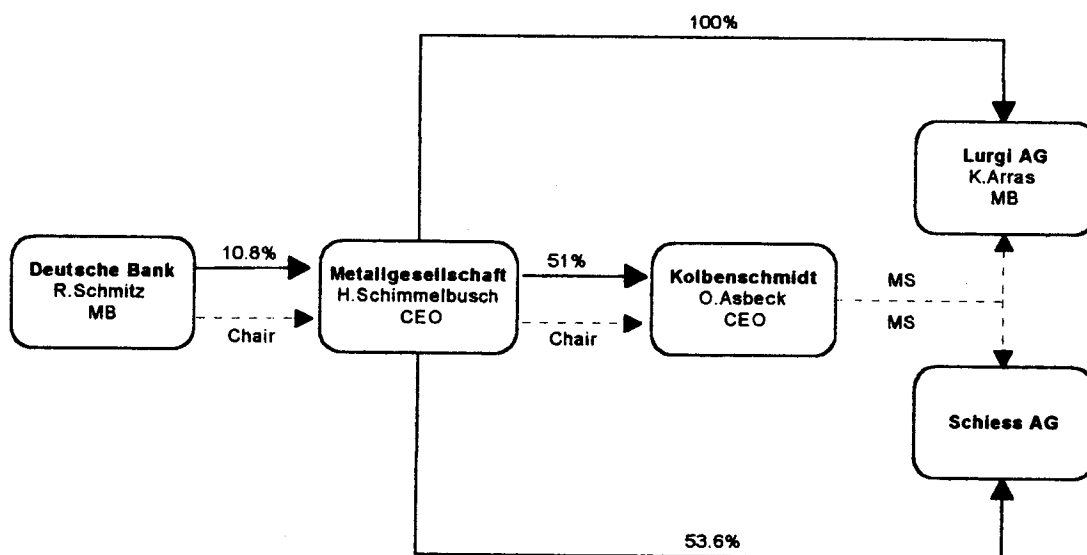 100%
Lurgi AG
K.Arras
MB
Deutsche Bank
R.Schmitz
MB
10.8%
Chair
Metallgesellschaft
H.Schimmelbusch
CEO
51%
Chair
Kolbenschmidt
O.Asbeck
CEO
MS
MS
Schiess AG
53.6%